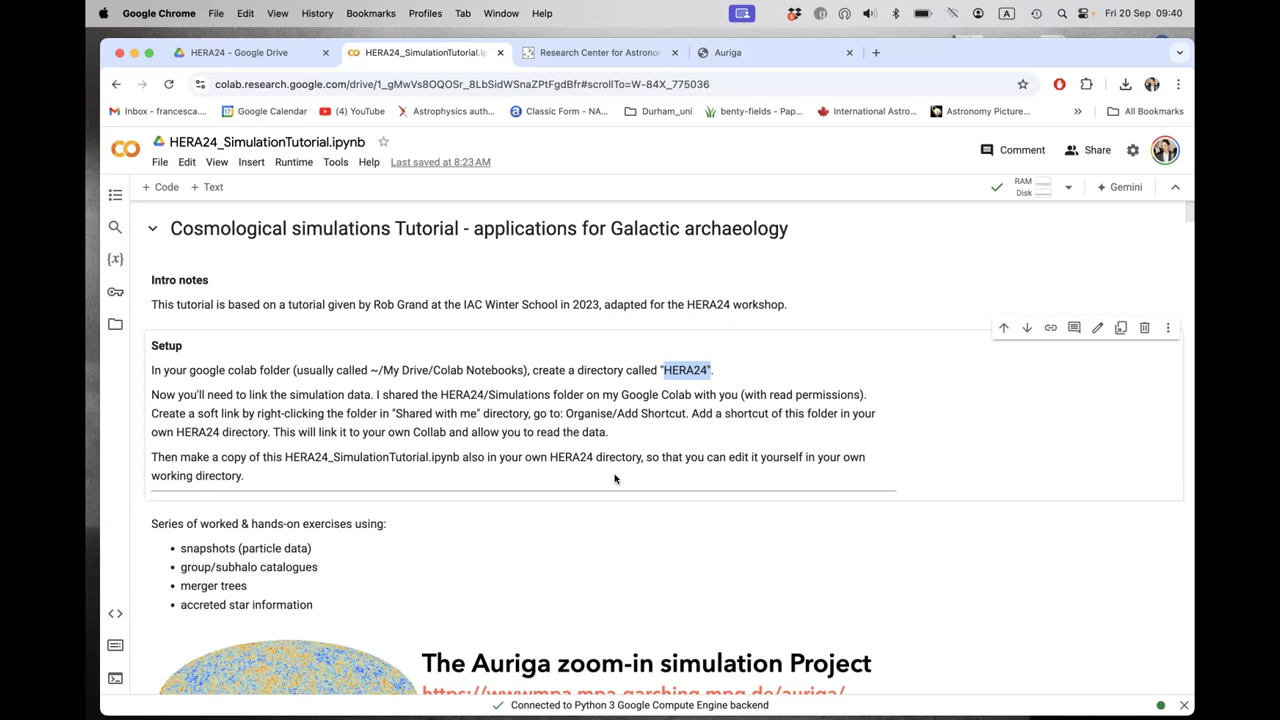 Google Chrome File Edit View History Bookmarks Profiles Tab Window Help A Fri 20 Sep 09:40
HERA24 - Google Drive HERA24_SimulationTutorial.ip Research Center for Astronor Auriga
colab.research.google.com/drive/1_gMwVs8OQOSr_8LbSidWSnaZPtFgdBfr#scrollTo=W-84X_775036
Inbox - francesca.... Google Calendar (4) YouTube Astrophysics auth... Classic Form - NA... Durham_uni benty-fields - Pap... International Astro... Astronomy Picture... » All Bookmarks
HERA24_SimulationTutorial.ipynb
File Edit View Insert Runtime Tools Help Last saved at 8:23 AM
Comment Share
+ Code + Text
RAM
Disk
Gemini
Cosmological simulations Tutorial - applications for Galactic archaeology
Intro notes
This tutorial is based on a tutorial given by Rob Grand at the IAC Winter School in 2023, adapted for the HERA24 workshop.
Setup
In your google colab folder (usually called ~/My Drive/Colab Notebooks), create a directory called "HERA24".
Now you'll need to link the simulation data. I shared the HERA24/Simulations folder on my Google Colab with you (with read permissions).
Create a soft link by right-clicking the folder in "Shared with me" directory, go to: Organise/Add Shortcut. Add a shortcut of this folder in your
own HERA24 directory. This will link it to your own Collab and allow you to read the data.
Then make a copy of this HERA24_SimulationTutorial.ipynb also in your own HERA24 directory, so that you can edit it yourself in your own
working directory.
Series of worked & hands-on exercises using:
• snapshots (particle data)
• group/subhalo catalogues
• merger trees
• accreted star information
The Auriga zoom-in simulation Project
https://wwwmpa.mpa-garching.mpg.de/auriga/
Connected to Python 3 Google Compute Engine backend